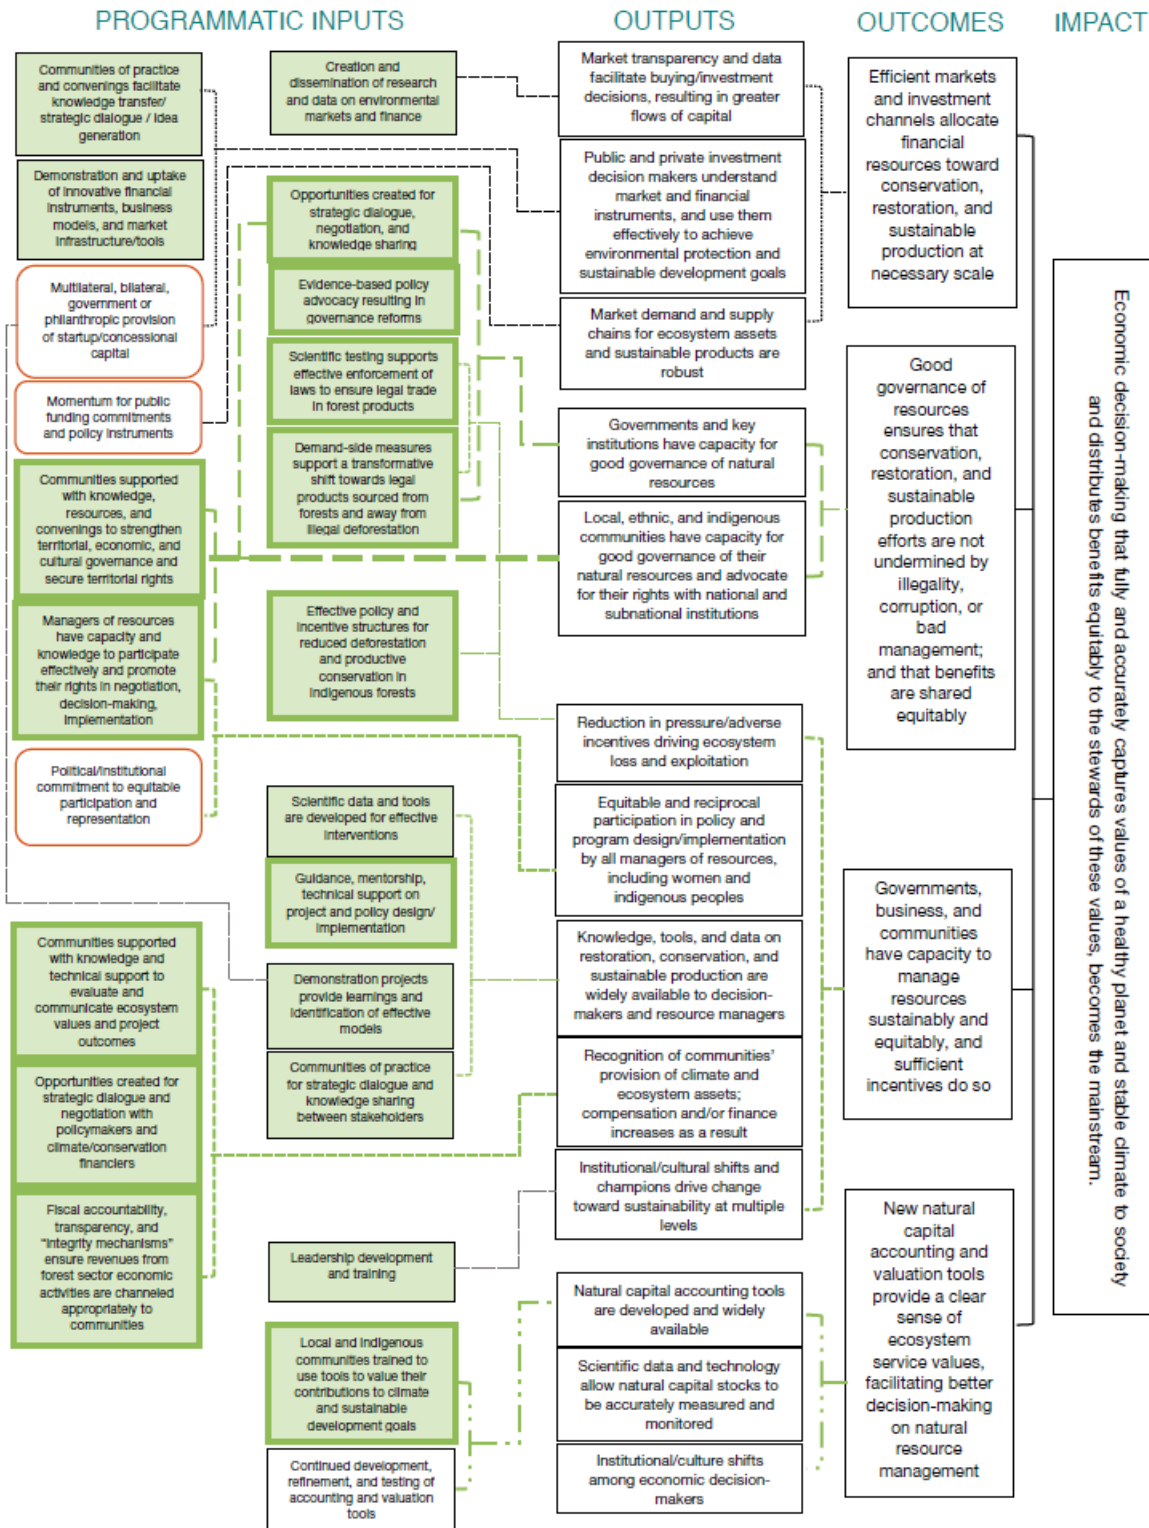 PROGRAMMATIC INPUTS
OUTPUTS
OUTCOMES
IMPACT
Communities of practice
and convenings facilitate
knowledge transfer/
strategic dialogue / idea
generation
Demonstration and uptake
of innovative financial
instruments, business
models, and market
infrastructure/tools
Multilateral, bilateral,
government or
philanthropic provision
of startup/concessional
capital
Momentum for public
funding commitments
and policy instruments
Communities supported
with knowledge,
resources, and
convenings to strengthen
territorial, economic, and
cultural governance and
secure territorial rights
Managers of resources
have capacity and
knowledge to participate
effectively and promote
their rights in negotiation,
decision-making,
implementation
Political/institutional
commitment to equitable
participation and
representation
Communities supported
with knowledge and
technical support to
evaluate and
communicate ecosystem
values and project
outcomes
Opportunities created for
strategic dialogue and
negotiation with
policymakers and
climate/conservation
financiers
Fiscal accountability,
transparency, and
"integrity mechanisms"
ensure revenues from
forest sector economic
activities are channeled
appropriately to
communities
Creation and
dissemination of research
and data on environmental
markets and finance
Opportunities created for
strategic dialogue,
negotiation, and
knowledge sharing
Evidence-based policy
advocacy resulting in
governance reforms
Scientific testing supports
effective enforcement of
laws to ensure legal trade
in forest products
Demand-side measures
support a transformative
shift towards legal
products sourced from
forests and away from
illegal deforestation
Effective policy and
incentive structures for
reduced deforestation
and productive
conservation in
indigenous forests
Scientific data and tools
are developed for effective
interventions
Guidance, mentorship,
technical support on
project and policy design/
implementation
Demonstration projects
provide learnings and
identification of effective
models
Communities of practice
for strategic dialogue and
knowledge sharing
between stakeholders
Leadership development
and training
Local and indigenous
communities trained to
use tools to value their
contributions to climate
and sustainable
development goals
Continued development,
refinement, and testing of
accounting and valuation
tools
Market transparency and data
facilitate buying/investment
decisions, resulting in greater
flows of capital
Public and private investment
decision makers understand
market and financial
instruments, and use them
effectively to achieve
environmental protection and
sustainable development goals
Market demand and supply
chains for ecosystem assets
and sustainable products are
robust
Governments and key
institutions have capacity for
good governance of natural
resources
Local, ethnic, and indigenous
communities have capacity for
good governance of their
natural resources and advocate
for their rights with national and
subnational institutions
Reduction in pressure/adverse
incentives driving ecosystem
loss and exploitation
Equitable and reciprocal
participation in policy and
program design/implementation
by all managers of resources,
including women and
indigenous peoples
Knowledge, tools, and data on
restoration, conservation, and
sustainable production are
widely available to decision-
makers and resource managers
Recognition of communities'
provision of climate and
ecosystem assets;
compensation and/or finance
increases as a result
Institutional/cultural shifts and
champions drive change
toward sustainability at multiple
levels
Natural capital accounting tools
are developed and widely
available
Scientific data and technology
allow natural capital stocks to
be accurately measured and
monitored
Institutional/culture shifts
among economic decision-
makers
Efficient markets
and investment
channels allocate
financial
resources toward
conservation,
restoration, and
sustainable
production at
necessary scale
Good
governance of
resources
ensures that
conservation,
restoration, and
sustainable
production
efforts are not
undermined by
illegality,
corruption, or
bad
management;
and that benefits
are shared
equitably
Governments,
business, and
communities
have capacity to
manage
resources
sustainably and
equitably, and
sufficient
incentives do so
New natural
capital
accounting and
valuation tools
provide a clear
sense of
ecosystem
service values,
facilitating better
decision-making
on natural
resource
management
Economic decision-making that fully and accurately captures values of a healthy planet and stable climate to society
and distributes benefits equitably to the stewards of these values, becomes the mainstream.